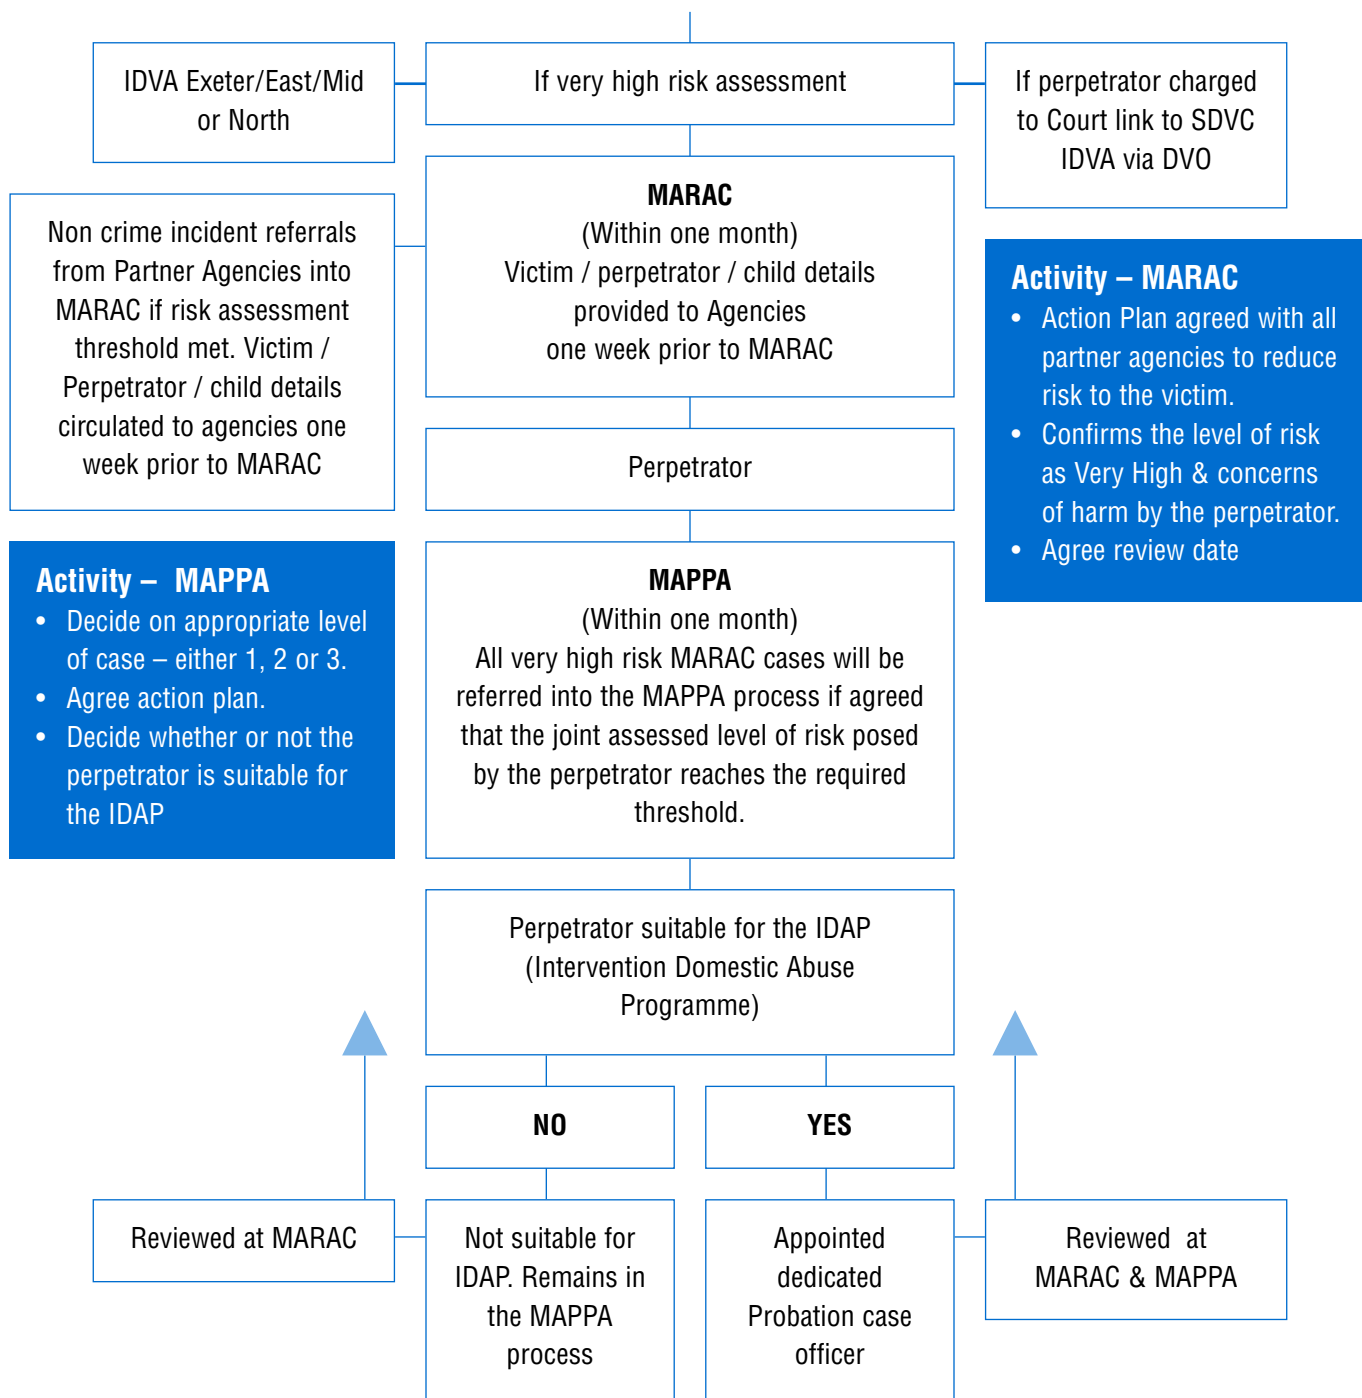 IDVA Exeter/East/Mid
or North
If very high risk assessment
If perpetrator charged
to Court link to SDVC
IDVA via DVO
MARAC
(Within one month)
Victim / perpetrator / child details
provided to Agencies
one week prior to MARAC
Non crime incident referrals
from Partner Agencies into
MARAC if risk assessment
threshold met. Victim /
Perpetrator / child details
circulated to agencies one
week prior to MARAC
Activity – MARAC
• Action Plan agreed with all
partner agencies to reduce
risk to the victim.
• Confirms the level of risk
as Very High & concerns
of harm by the perpetrator.
• Agree review date
Perpetrator
Activity – MAPPA
• Decide on appropriate level
of case – either 1, 2 or 3.
• Agree action plan.
• Decide whether or not the
perpetrator is suitable for
the IDAP
MAPPA
(Within one month)
All very high risk MARAC cases will be
referred into the MAPPA process if agreed
that the joint assessed level of risk posed
by the perpetrator reaches the required
threshold.
Perpetrator suitable for the IDAP
(Intervention Domestic Abuse
Programme)
NO
YES
Reviewed at MARAC
Not suitable for
IDAP. Remains in
the MAPPA
process
Appointed
dedicated
Probation case
officer
Reviewed at
MARAC & MAPPA